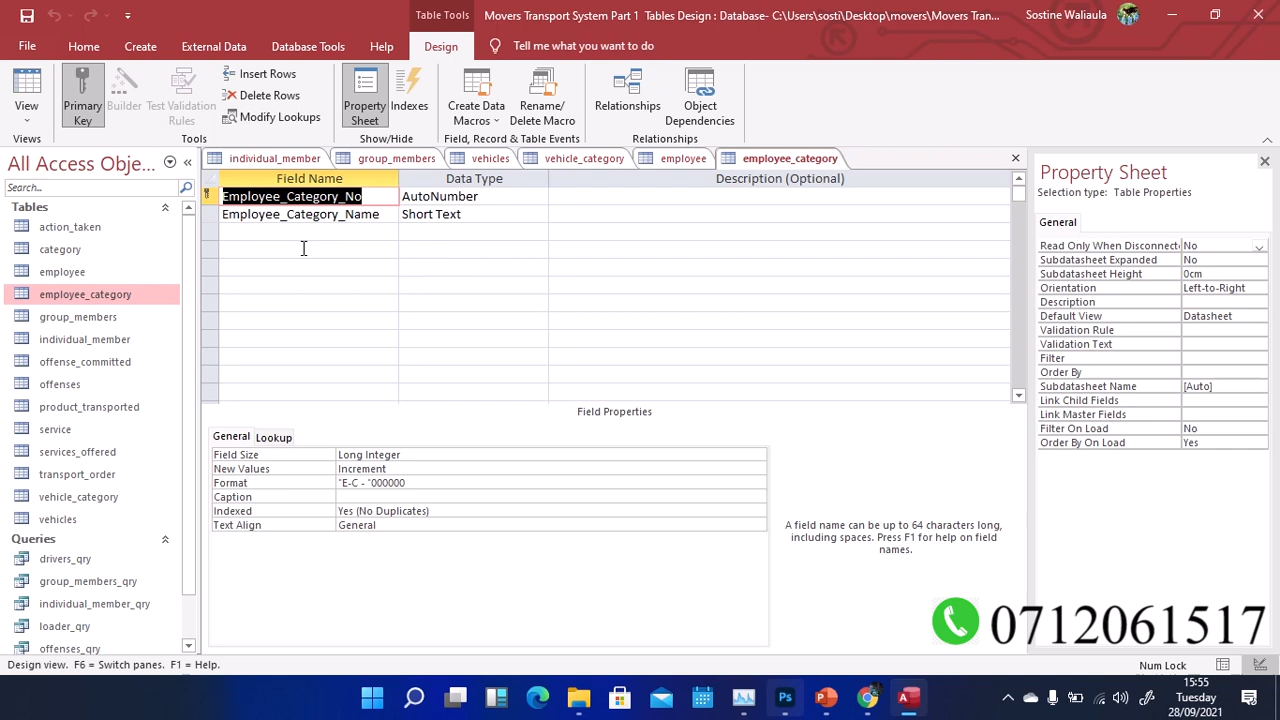 Table Tools
Movers Transport System Part 1 Tables Design : Database- C:\Users\sosti\Desktop\movers\Movers Tran...
Sostine Waliaula
File
Home
Create
External Data
Database Tools
Help
Design
Tell me what you want to do
View
Primary Key
Builder
Test Validation Rules
Insert Rows
Delete Rows
Modify Lookups
Property Sheet
Indexes
Create Data Macros
Rename/ Delete Macro
Relationships
Object Dependencies
Views
Tools
Show/Hide
Field, Record & Table Events
Relationships
All Access Obje...
Search...
Tables
action_taken
category
employee
employee_category
group_members
individual_member
offense_committed
offenses
product_transported
service
services_offered
transport_order
vehicle_category
vehicles
Queries
drivers_qry
group_members_qry
individual_member_qry
loader_qry
offenses_qry
individual_member
group_members
vehicles
vehicle_category
employee
employee_category
Field Name
Data Type
Description (Optional)
Employee_Category_No
AutoNumber
Employee_Category_Name
Short Text
Field Properties
General
Lookup
Field Size
Long Integer
New Values
Increment
Format
"E-C - "000000
Caption
Indexed
Yes (No Duplicates)
Text Align
General
A field name can be up to 64 characters long, including spaces. Press F1 for help on field names.
Property Sheet
Selection type: Table Properties
General
Read Only When Disconnect
No
Subdatasheet Expanded
No
Subdatasheet Height
0cm
Orientation
Left-to-Right
Description
Default View
Datasheet
Validation Rule
Validation Text
Filter
Order By
Subdatasheet Name
[Auto]
Link Child Fields
Link Master Fields
Filter On Load
No
Order By On Load
Yes
0712061517
Design view. F6 = Switch panes. F1 = Help.
Num Lock
15:55
Tuesday
28/09/2021